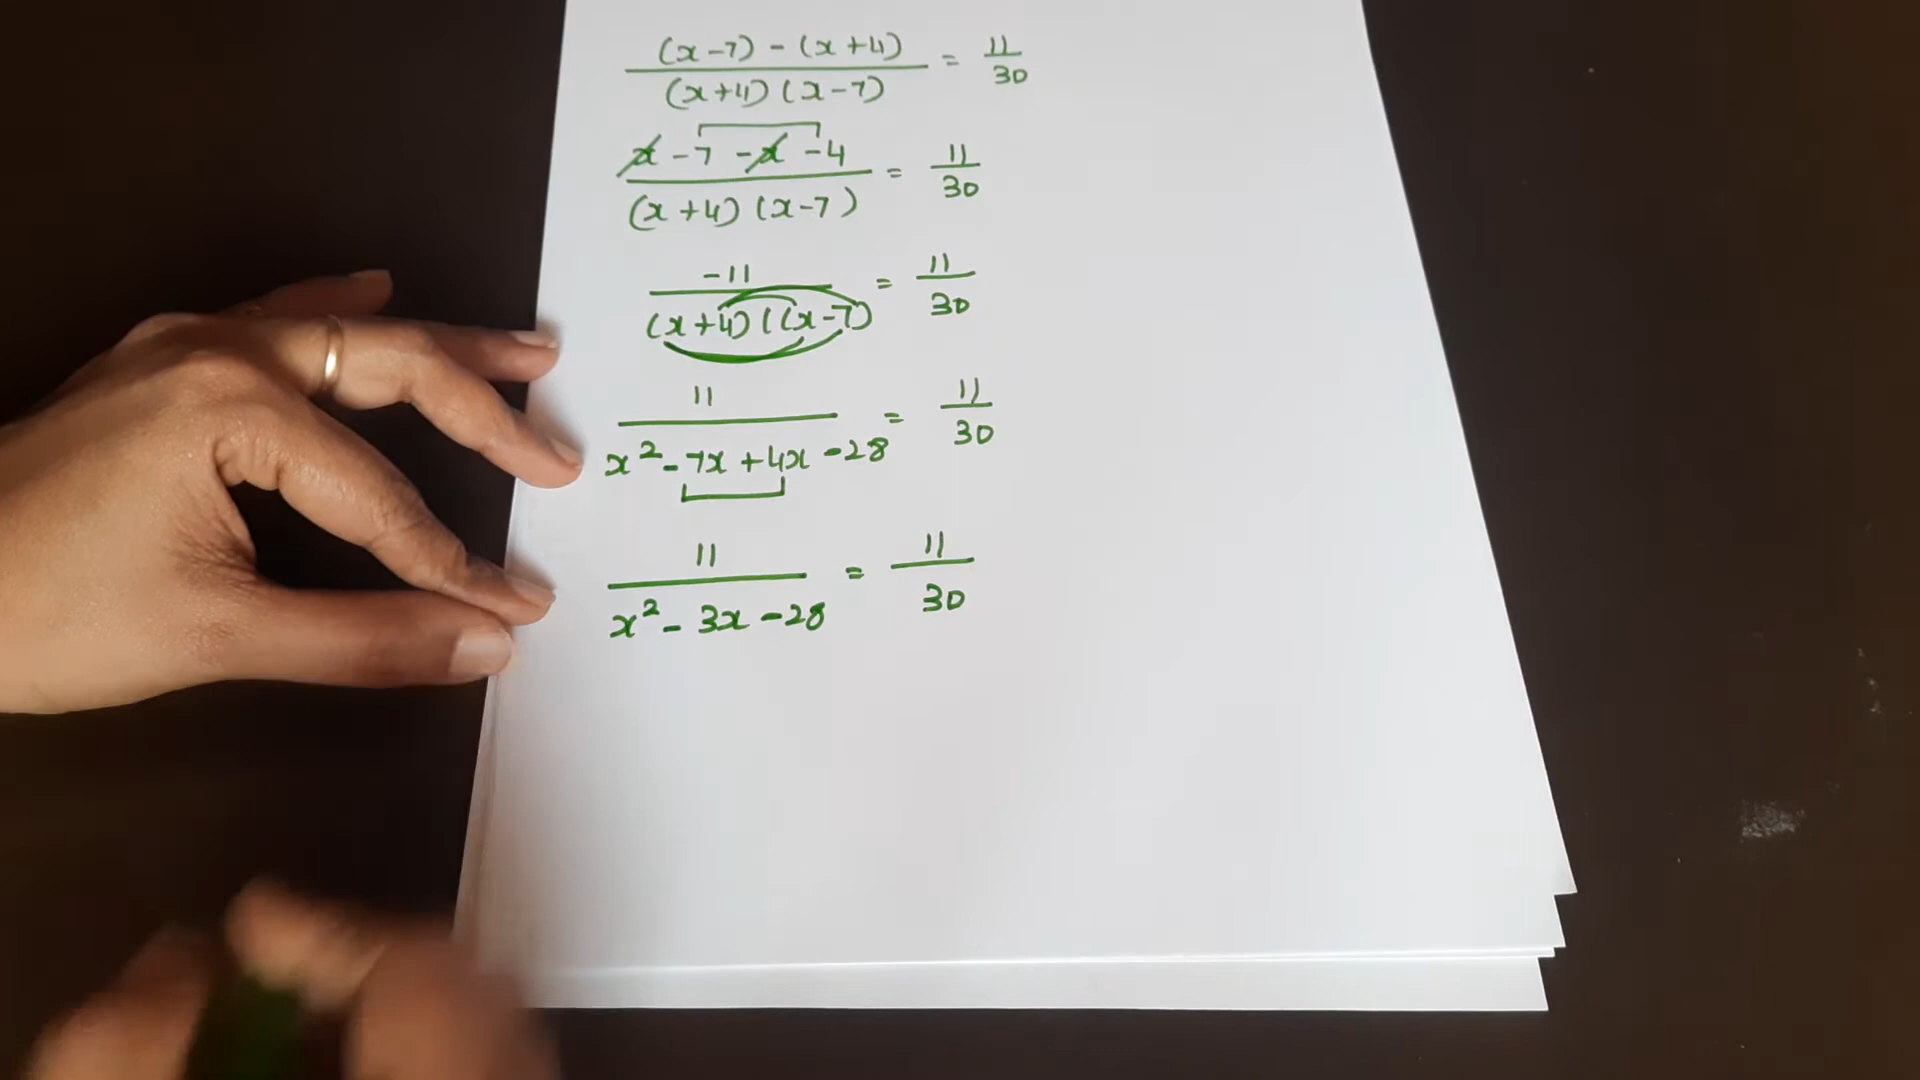 (x-7) - (x+4) / (x+4) (x-7) = 11/30
x -7 -x -4 / (x+4) (x-7) = 11/30
-11 / (x+4) ((x-7) = 11/30
11 / x² - 7x + 4x - 28 = 11/30
11 / x² - 3x - 28 = 11/30